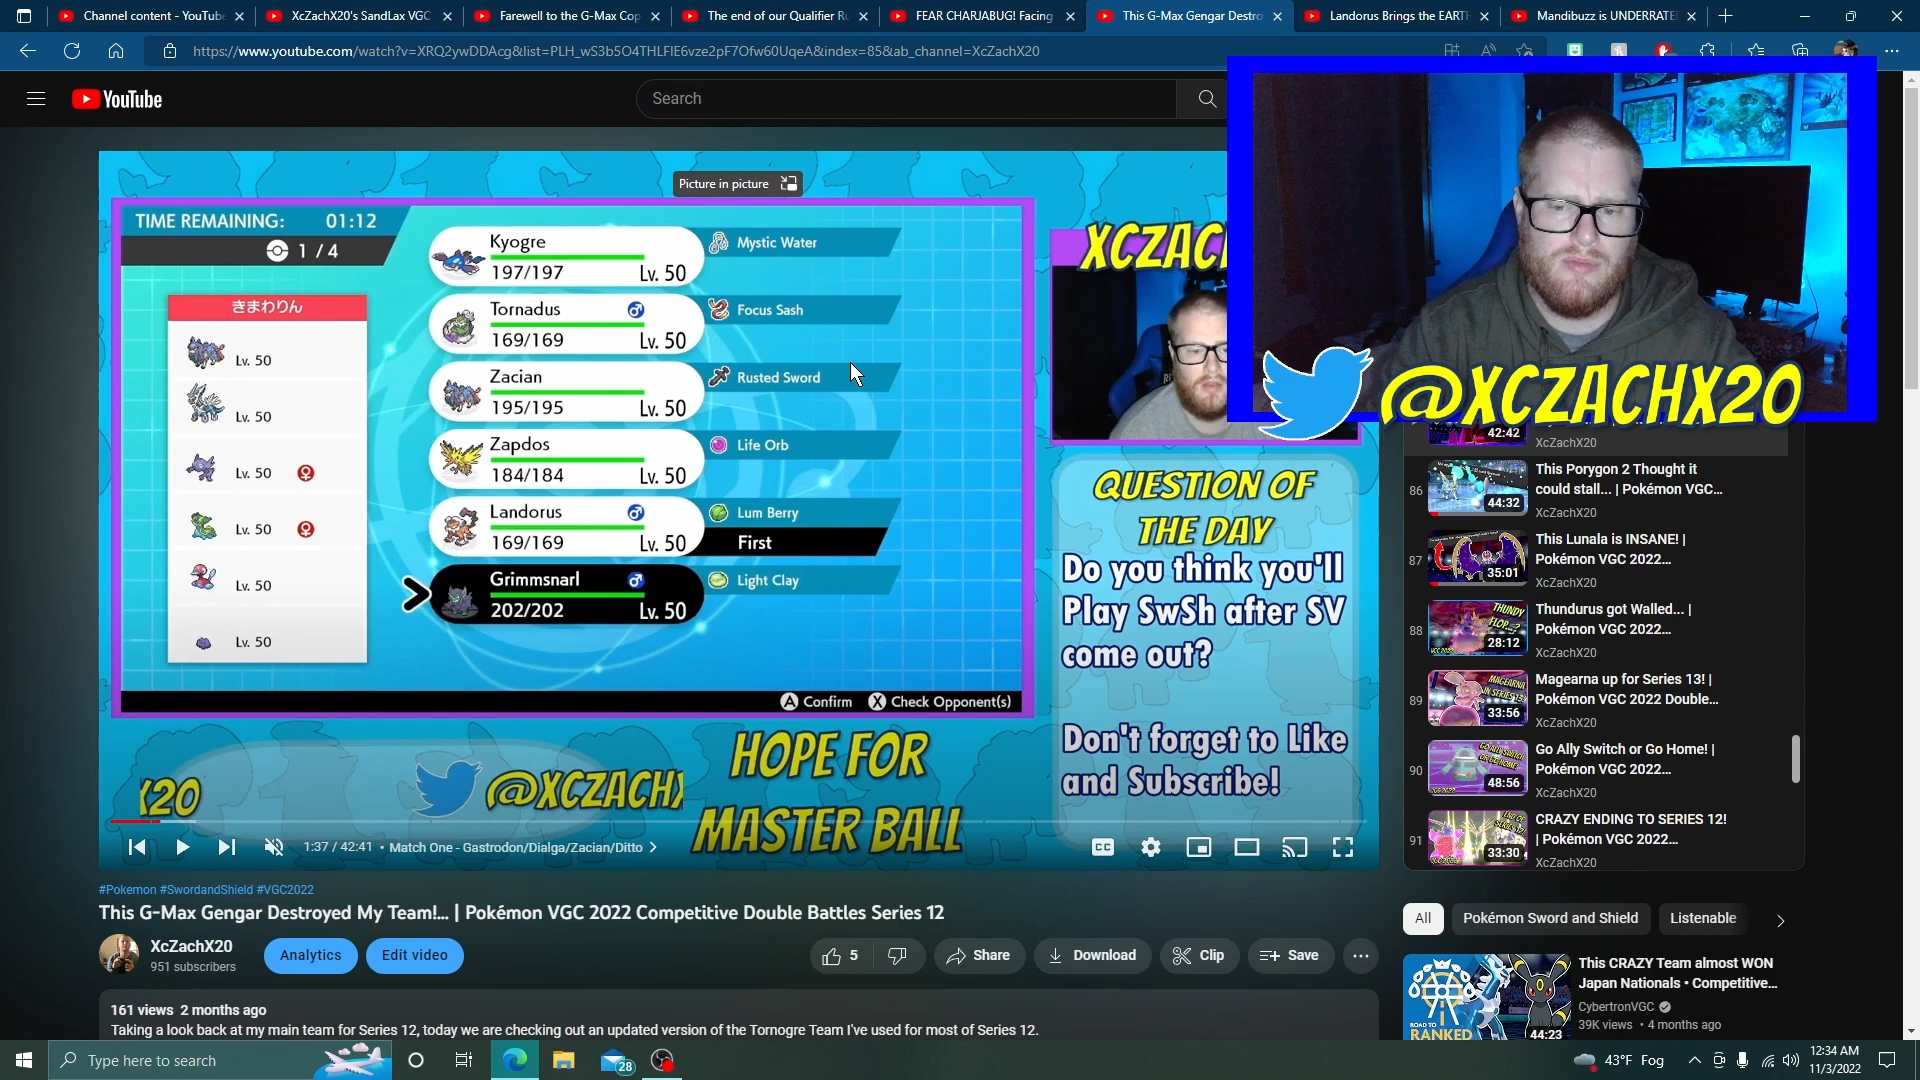 Channel content - YouTube
XcZachX20's SandLax VGC
Farewell to the G-Max Cop
The end of our Qualifier Ru
FEAR CHARJABUG! Facing
This G-Max Gengar Destro
Landorus Brings the EARTH
Mandibuzz is UNDERRATE
https://www.youtube.com/watch?v=XRQ2ywDDAcg&list=PLH_wS3b5O4THLFIE6vze2pF7Ofw60UqeA&index=85&ab_channel=XcZachX20
YouTube
Search
Picture in picture
TIME REMAINING: 01:12
1 / 4
きまわりん
Lv. 50
Lv. 50
Lv. 50
Lv. 50
Lv. 50
Lv. 50
Kyogre
197/197 Lv. 50
Mystic Water
Tornadus
169/169 Lv. 50
Focus Sash
Zacian
195/195 Lv. 50
Rusted Sword
Zapdos
184/184 Lv. 50
Life Orb
Landorus
169/169 Lv. 50
Lum Berry
First
Grimmsnarl
202/202 Lv. 50
Light Clay
A Confirm X Check Opponent(s)
XCZAC
QUESTION OF
THE DAY
Do you think you'll
Play SwSh after SV
come out?
Don't forget to Like
and Subscribe!
X20
@XCZACHX
HOPE FOR
MASTER BALL
@XCZACHX20
1:37 / 42:41 • Match One - Gastrodon/Dialga/Zacian/Ditto
CC
#Pokemon #SwordandShield #VGC2022
This G-Max Gengar Destroyed My Team!... | Pokémon VGC 2022 Competitive Double Battles Series 12
XcZachX20
951 subscribers
Analytics
Edit video
5
Share
Download
Clip
Save
161 views 2 months ago
Taking a look back at my main team for Series 12, today we are checking out an updated version of the Tornogre Team I've used for most of Series 12.
42:42
XcZachX20
86
44:32
This Porygon 2 Thought it
could stall... | Pokémon VGC...
XcZachX20
87
35:01
This Lunala is INSANE! |
Pokémon VGC 2022...
XcZachX20
88
THUNDY
FLOP...?
28:12
Thundurus got Walled... |
Pokémon VGC 2022...
XcZachX20
89
MAGEARNA
IN SERIES 13!
33:56
Magearna up for Series 13! |
Pokémon VGC 2022 Double...
XcZachX20
90
48:56
Go Ally Switch or Go Home! |
Pokémon VGC 2022...
XcZachX20
91
33:30
CRAZY ENDING TO SERIES 12!
| Pokémon VGC 2022...
XcZachX20
All
Pokémon Sword and Shield
Listenable
ROAD TO
RANKED
44:23
This CRAZY Team almost WON
Japan Nationals • Competitive...
CybertronVGC
39K views • 4 months ago
Type here to search
28
43°F Fog
12:34 AM
11/3/2022